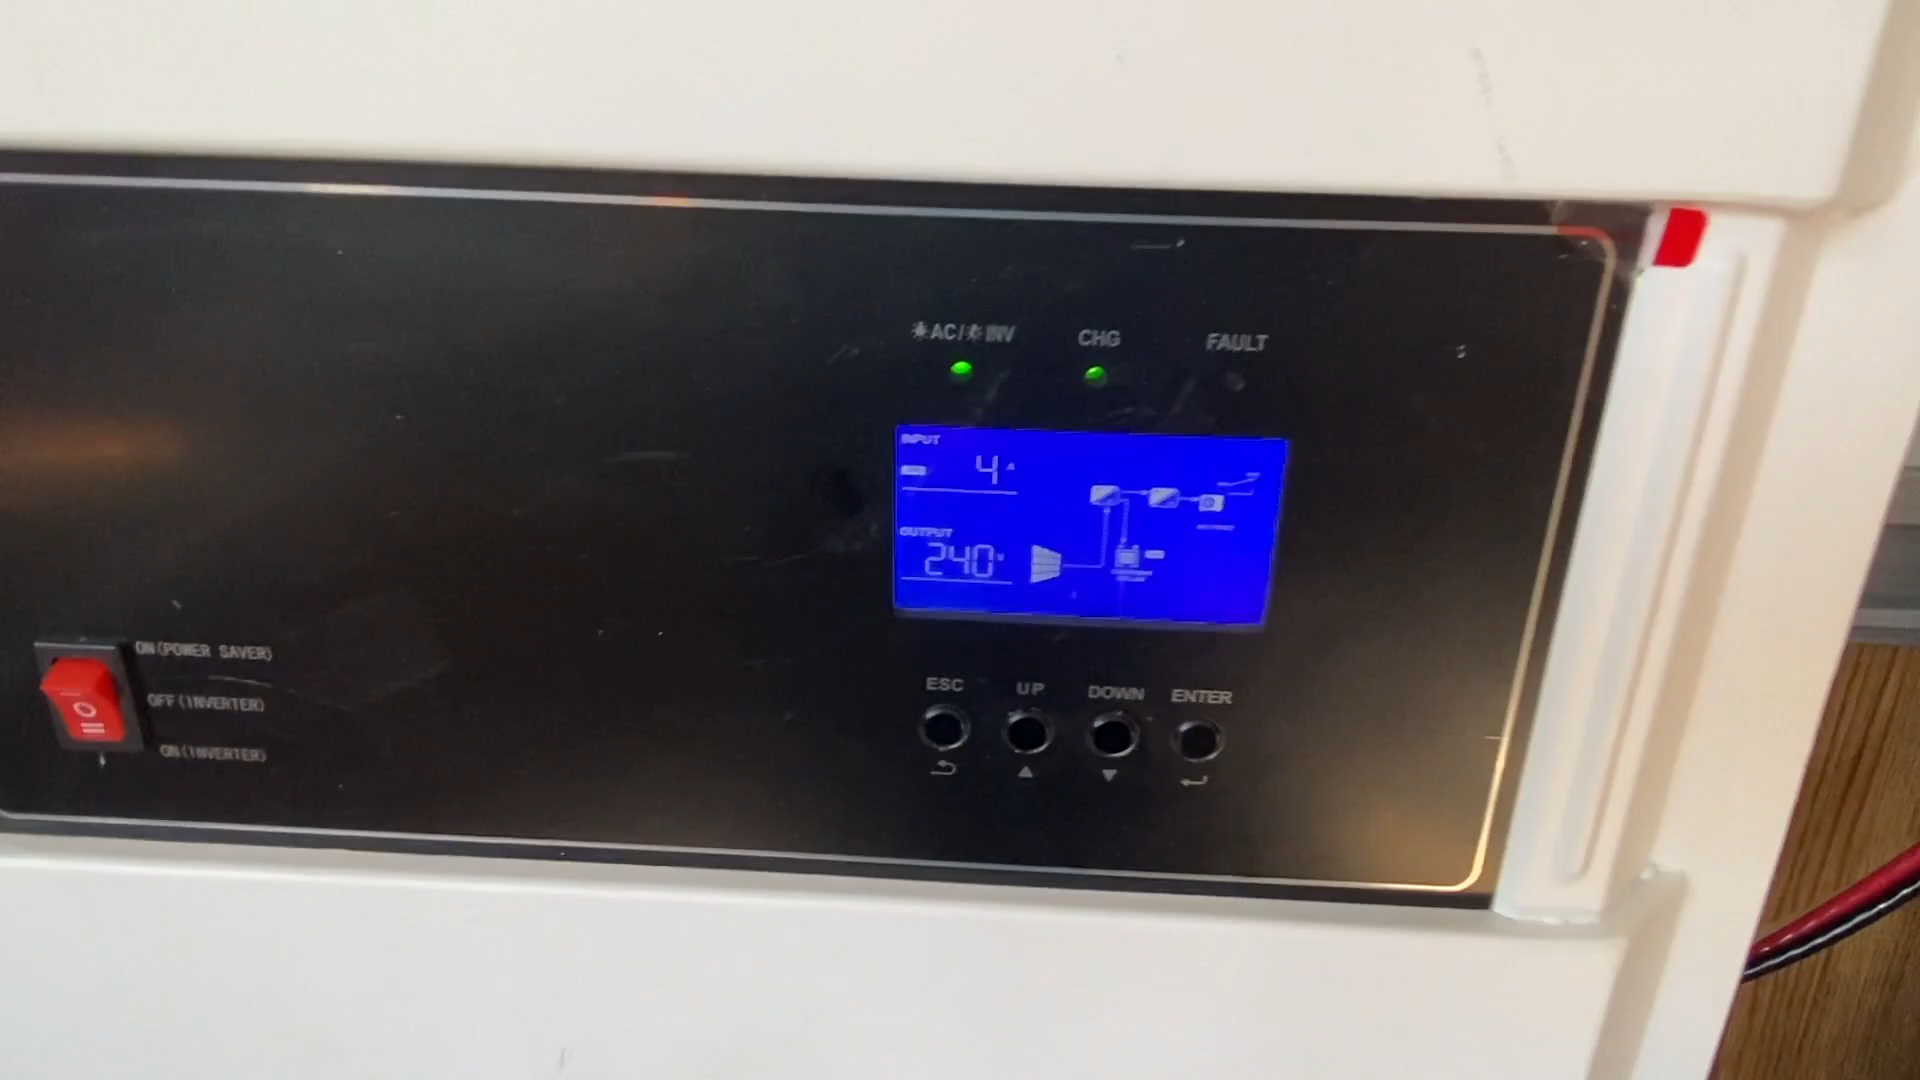 AC/ INV
CHG
FAULT
INPUT
4 A
OUTPUT
240 V
ON(POWER SAVER)
OFF(INVERTER)
ON(INVERTER)
ESC
UP
DOWN
ENTER